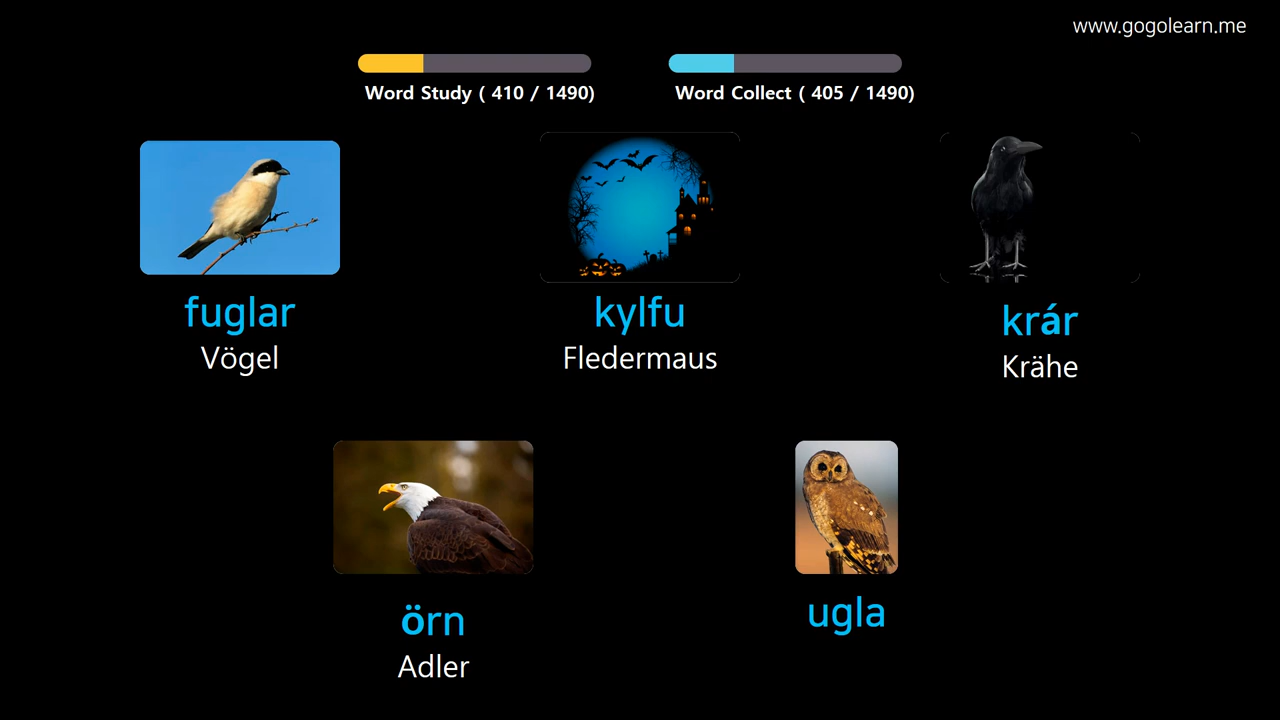 www.gogolearn.me
Word Study ( 410 / 1490)
Word Collect ( 405 / 1490)
fuglar
Vögel
kylfu
Fledermaus
krár
Krähe
örn
Adler
ugla